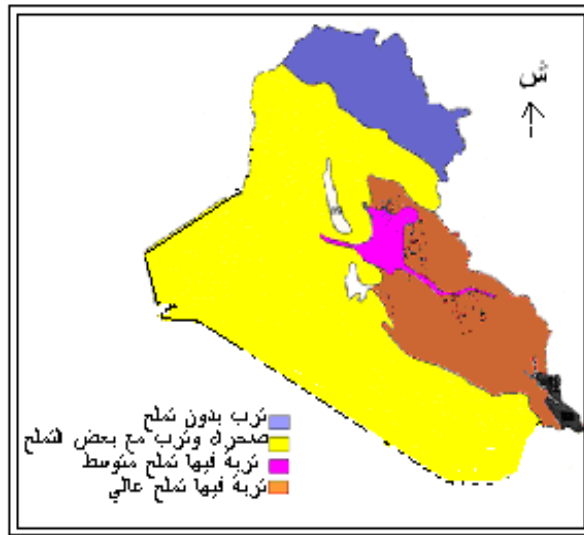 ش
ترب بدون تملح
صحراء وترب مع بعض التملح
تربة فيها تملح متوسط
تربة فيها تملح عالي